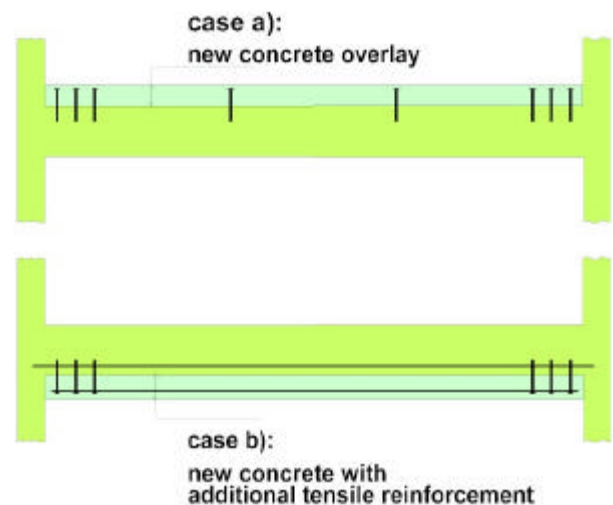 case a):
new concrete overlay
case b):
new concrete with
additional tensile reinforcement